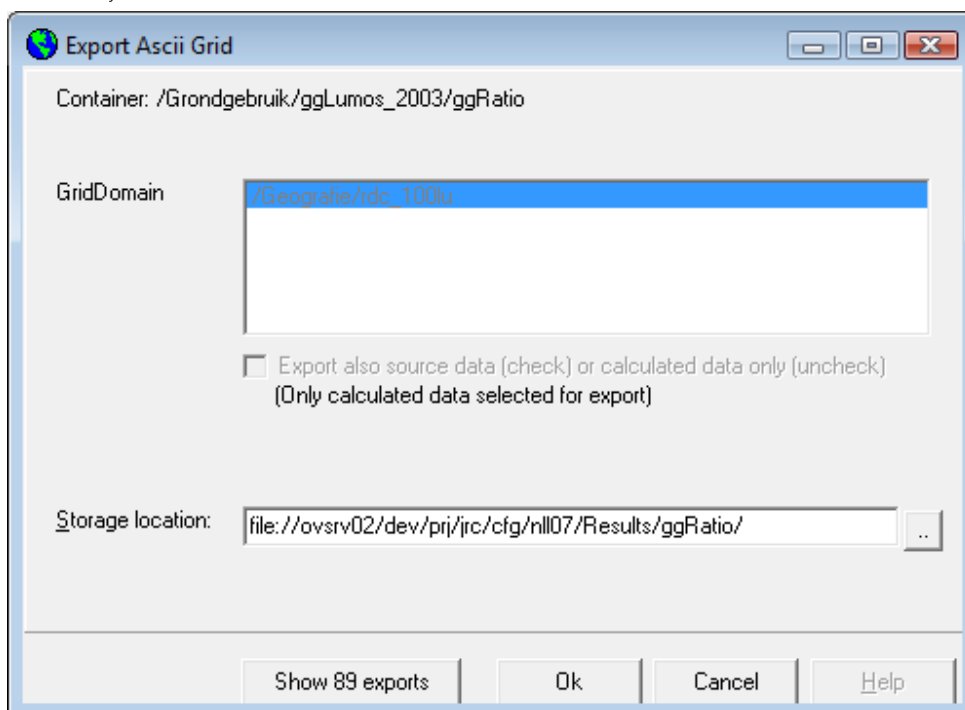 Export Ascii Grid
Container: /Grondgebruik/ggLumos_2003/ggRatio
GridDomain
/Geografie/rdc_100lu
Export also source data (check) or calculated data only (uncheck)
(Only calculated data selected for export)
Storage location:
file://ovsrv02/dev/prj/jrc/cfg/nll07/Results/ggRatio/
..
Show 89 exports
Ok
Cancel
Help